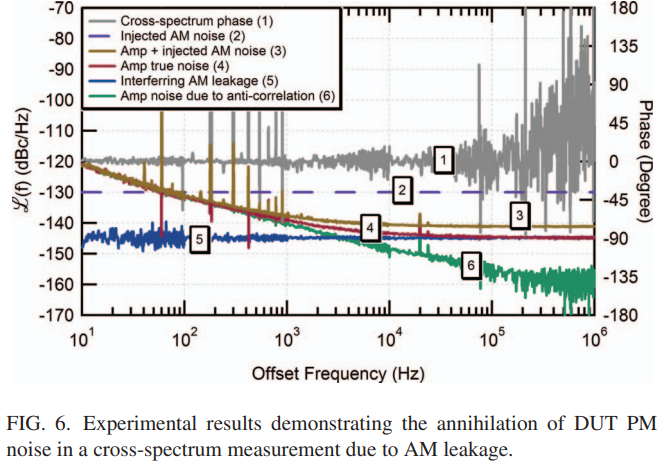 -70
-80
-90
-100
-110
-120
-130
-140
-150
-160
-170
ℒ(f) (dBc/Hz)
Cross-spectrum phase (1)
Injected AM noise (2)
Amp + injected AM noise (3)
Amp true noise (4)
Interferring AM leakage (5)
Amp noise due to anti-correlation (6)
1
2
3
4
5
6
180
135
90
45
0
-45
-90
-135
-180
Phase (Degree)
10¹ 10² 10³ 10⁴ 10⁵ 10⁶
Offset Frequency (Hz)
FIG. 6. Experimental results demonstrating the annihilation of DUT PM
noise in a cross-spectrum measurement due to AM leakage.